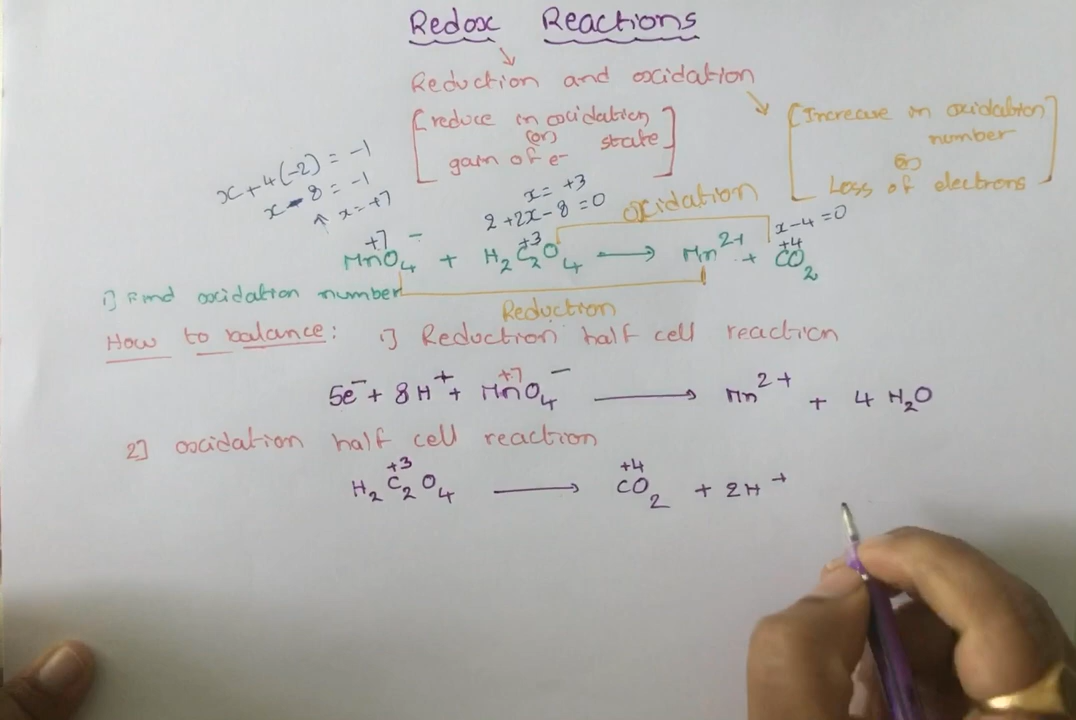 Redox Reactions
Reduction and oxidation
[reduce in oxidation
(or) state]
gain of e-
[Increase in oxidation
number
(or)
Loss of electrons]
x+4(-2) = -1
x-8 = -1
x=+7
x= +3
2+2x-8=0
oxidation
x-4=0
+7 +3 +4
MnO4- + H2C2O4 → Mn2+ + CO2
1) Find oxidation number
Reduction
How to balance: 1) Reduction half cell reaction
+7
5e- + 8H+ + MnO4- → Mn2+ + 4H2O
2] oxidation half cell reaction
+3 +4
H2C2O4 → CO2 + 2H+